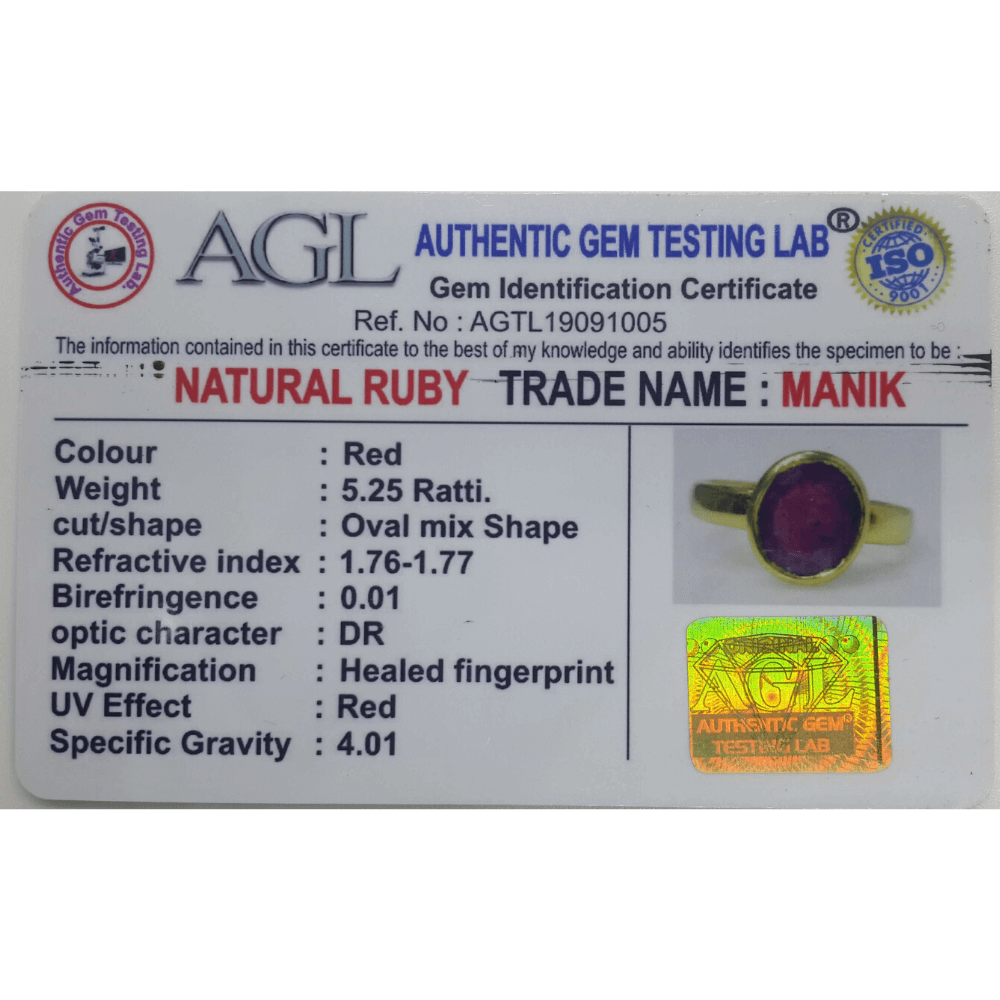 Authentic Gem Testing Lab.
AGL
AUTHENTIC GEM TESTING LAB®
CERTIFIED
ISO
9001
Gem Identification Certificate
Ref. No : AGTL19091005
The information contained in this certificate to the best of my knowledge and ability identifies the specimen to be :
NATURAL RUBY TRADE NAME : MANIK
Colour : Red
Weight : 5.25 Ratti.
cut/shape : Oval mix Shape
Refractive index : 1.76-1.77
Birefringence : 0.01
optic character : DR
Magnification : Healed fingerprint
UV Effect : Red
Specific Gravity : 4.01
ORIGINAL
AUTHENTIC GEM®
TESTING LAB